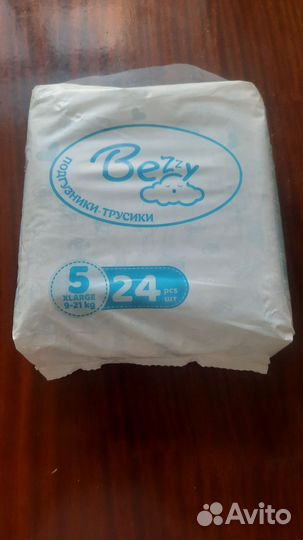 BeZzy
ПОДГУЗНИКИ-ТРУСИКИ
5
XLARGE
9-21 kg
24 pcs
шт
Avito